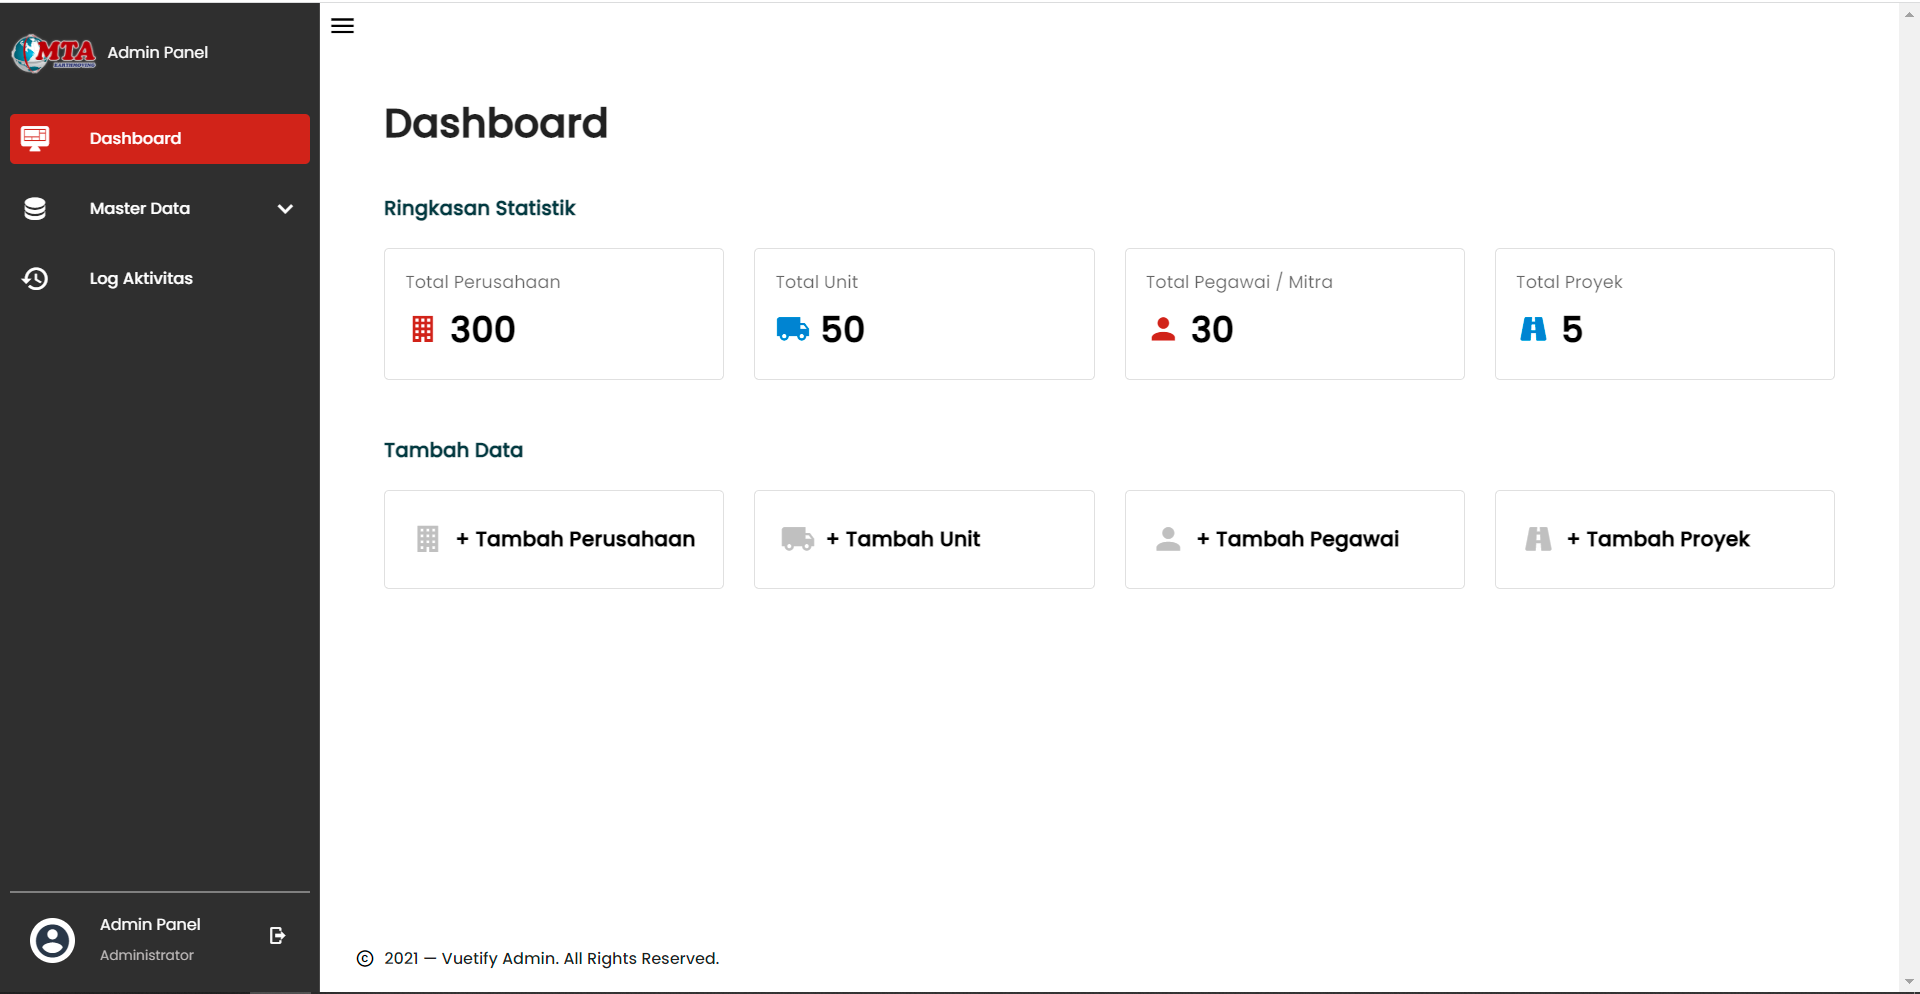 MTA
EARTHMOVING
Admin Panel
Dashboard
Master Data
Log Aktivitas
Admin Panel
Administrator
Dashboard
Ringkasan Statistik
Total Perusahaan
300
Total Unit
50
Total Pegawai / Mitra
30
Total Proyek
5
Tambah Data
+ Tambah Perusahaan
+ Tambah Unit
+ Tambah Pegawai
+ Tambah Proyek
© 2021 — Vuetify Admin. All Rights Reserved.